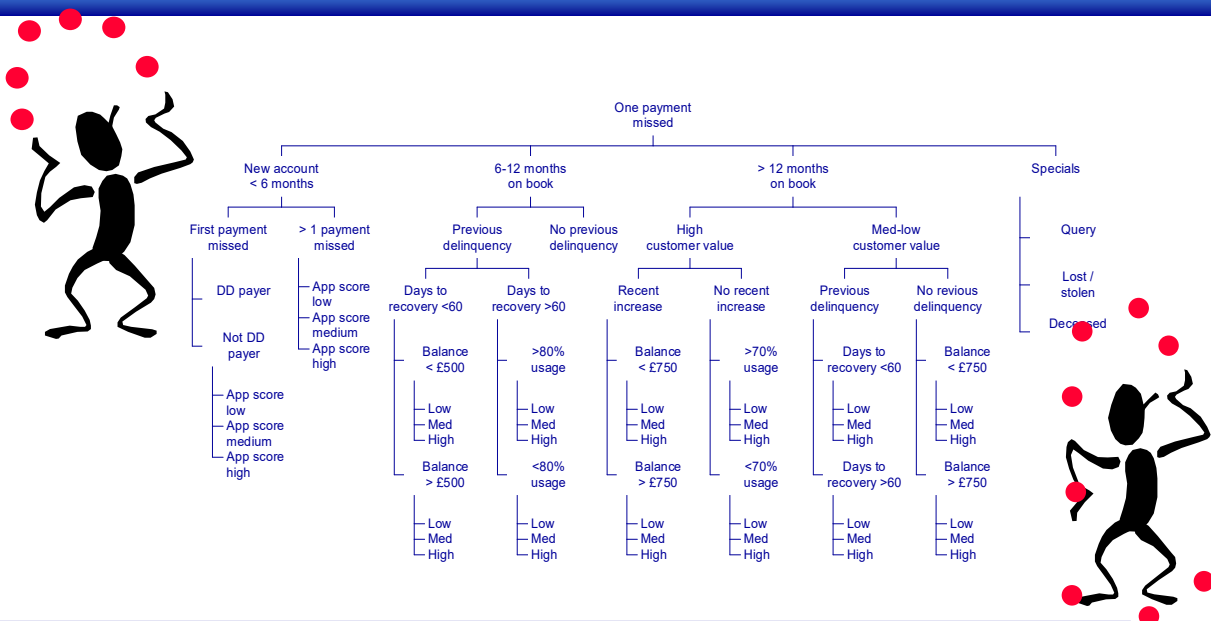 One payment
missed
New account
< 6 months
6-12 months
on book
> 12 months
on book
Specials
First payment
missed
> 1 payment
missed
Previous
delinquency
No previous
delinquency
High
customer value
Med-low
customer value
Query
Lost /
stolen
Deceased
DD payer
Not DD
payer
App score
low
App score
medium
App score
high
App score
low
App score
medium
App score
high
Days to
recovery <60
Days to
recovery >60
Recent
increase
No recent
increase
Previous
delinquency
No revious
delinquency
Balance
< £500
Low
Med
High
Balance
> £500
Low
Med
High
>80%
usage
Low
Med
High
<80%
usage
Low
Med
High
Balance
< £750
Low
Med
High
Balance
> £750
Low
Med
High
>70%
usage
Low
Med
High
<70%
usage
Low
Med
High
Days to
recovery <60
Low
Med
High
Days to
recovery >60
Low
Med
High
Balance
< £750
Low
Med
High
Balance
> £750
Low
Med
High